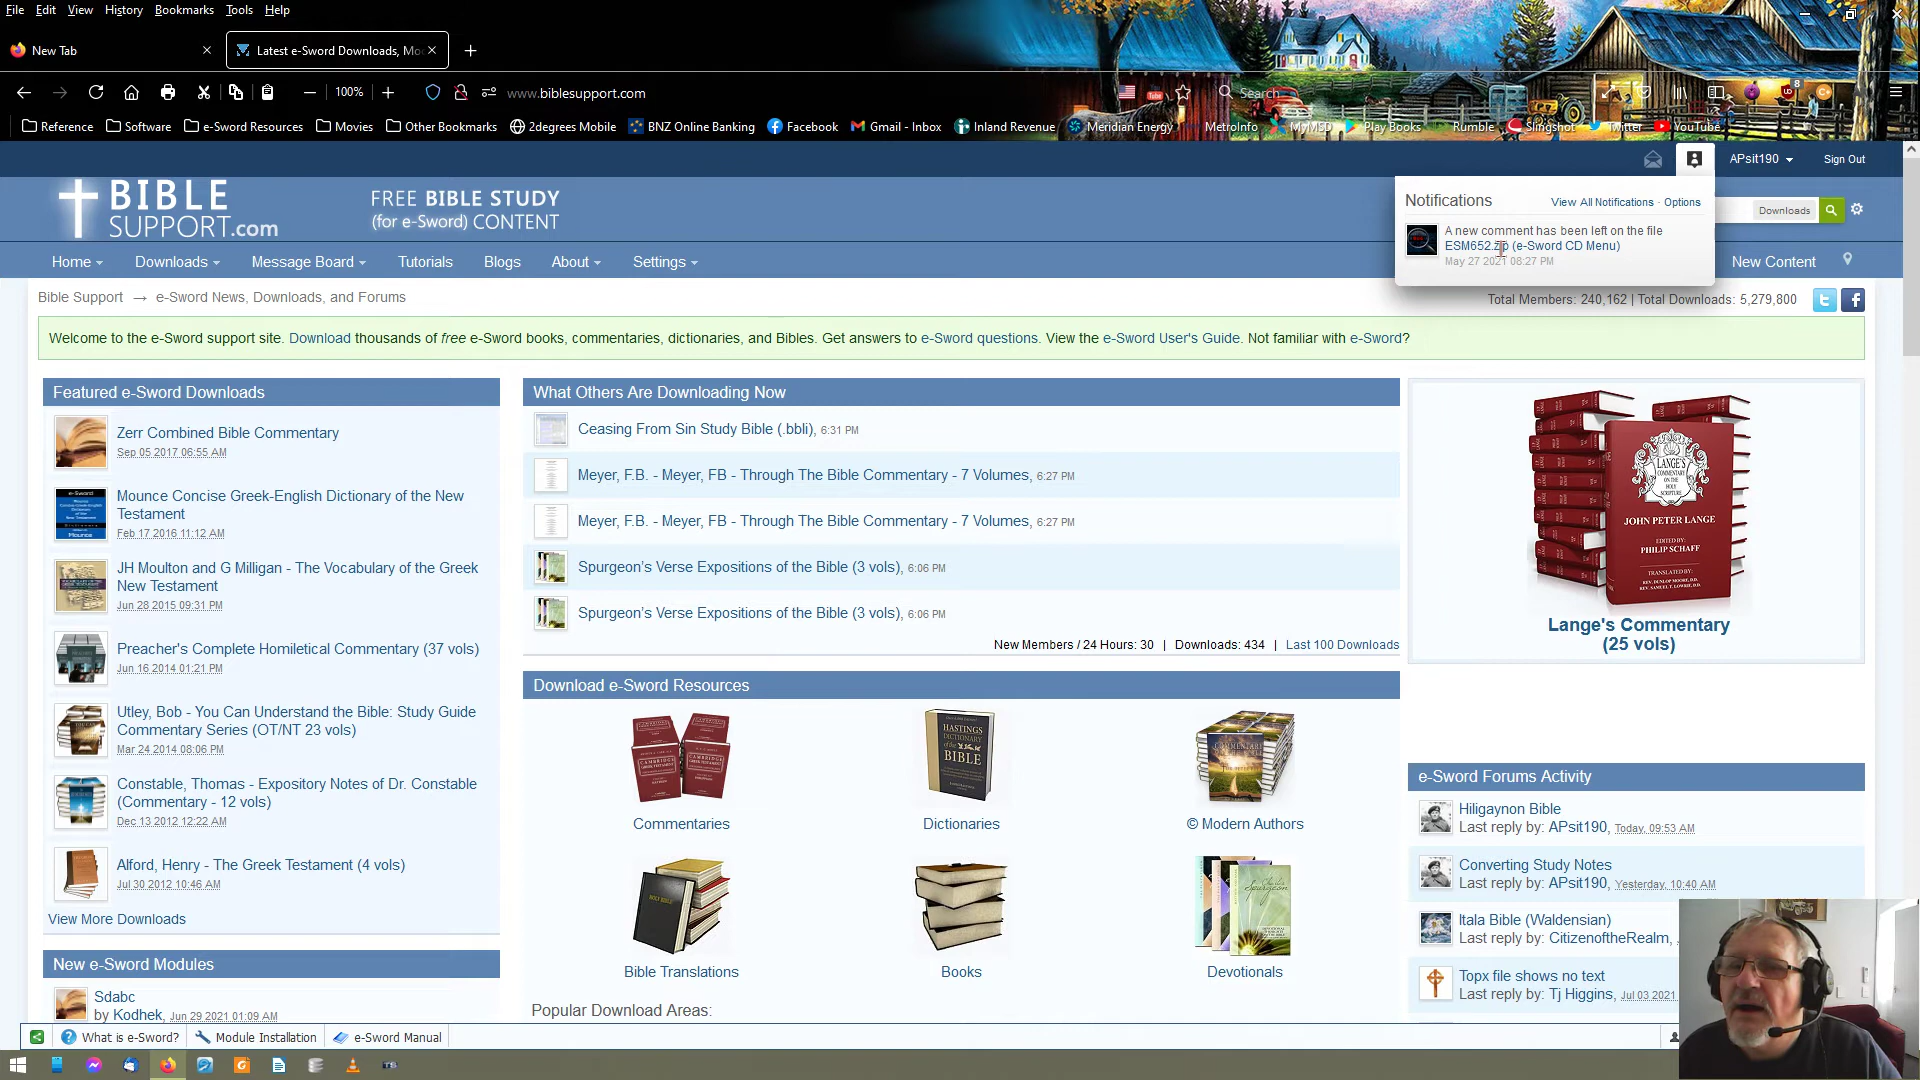 File Edit View History Bookmarks Tools Help
New Tab
Latest e-Sword Downloads, Mo
100%
www.biblesupport.com
Search
8
Reference Software e-Sword Resources Movies Other Bookmarks 2degrees Mobile BNZ Online Banking Facebook Gmail - Inbox Inland Revenue Meridian Energy MetroInfo MyMSD Play Books Rumble Slingshot Twitter YouTube
APsit190 Sign Out
BIBLE
SUPPORT.com
FREE BIBLE STUDY
(for e-Sword) CONTENT
Notifications View All Notifications · Options
A new comment has been left on the file
ESM652.zip (e-Sword CD Menu)
May 27 2021 08:27 PM
Downloads
Home Downloads Message Board Tutorials Blogs About Settings
New Content
Bible Support → e-Sword News, Downloads, and Forums
Total Members: 240,162 | Total Downloads: 5,279,800
Welcome to the e-Sword support site. Download thousands of free e-Sword books, commentaries, dictionaries, and Bibles. Get answers to e-Sword questions. View the e-Sword User's Guide. Not familiar with e-Sword?
Featured e-Sword Downloads
Zerr Combined Bible Commentary
Sep 05 2017 06:55 AM
Mounce Concise Greek-English Dictionary of the New
Testament
Feb 17 2016 11:12 AM
JH Moulton and G Milligan - The Vocabulary of the Greek
New Testament
Jun 28 2015 09:31 PM
Preacher's Complete Homiletical Commentary (37 vols)
Jun 16 2014 01:21 PM
Utley, Bob - You Can Understand the Bible: Study Guide
Commentary Series (OT/NT 23 vols)
Mar 24 2014 08:06 PM
Constable, Thomas - Expository Notes of Dr. Constable
(Commentary - 12 vols)
Dec 13 2012 12:22 AM
Alford, Henry - The Greek Testament (4 vols)
Jul 30 2012 10:46 AM
View More Downloads
New e-Sword Modules
Sdabc
by Kodhek, Jun 29 2021 01:09 AM
What Others Are Downloading Now
Ceasing From Sin Study Bible (.bbli), 6:31 PM
Meyer, F.B. - Meyer, FB - Through The Bible Commentary - 7 Volumes, 6:27 PM
Meyer, F.B. - Meyer, FB - Through The Bible Commentary - 7 Volumes, 6:27 PM
Spurgeon's Verse Expositions of the Bible (3 vols), 6:06 PM
Spurgeon's Verse Expositions of the Bible (3 vols), 6:06 PM
New Members / 24 Hours: 30 | Downloads: 434 | Last 100 Downloads
Download e-Sword Resources
HASTINGS
DICTIONARY
of the
BIBLE
Commentaries
Dictionaries
© Modern Authors
HOLY BIBLE
Bible Translations
Books
Devotionals
Popular Download Areas:
LANGE'S
COMMENTARY
ON THE
HOLY
SCRIPTURE
JOHN PETER LANGE
EDITED BY
PHILIP SCHAFF
TRANSLATED BY
Lange's Commentary
(25 vols)
e-Sword Forums Activity
Hiligaynon Bible
Last reply by: APsit190, Today, 09:53 AM
Converting Study Notes
Last reply by: APsit190, Yesterday, 10:40 AM
Itala Bible (Waldensian)
Last reply by: CitizenoftheRealm,
Topx file shows no text
Last reply by: Tj Higgins, Jul 03 2021
What is e-Sword? Module Installation e-Sword Manual